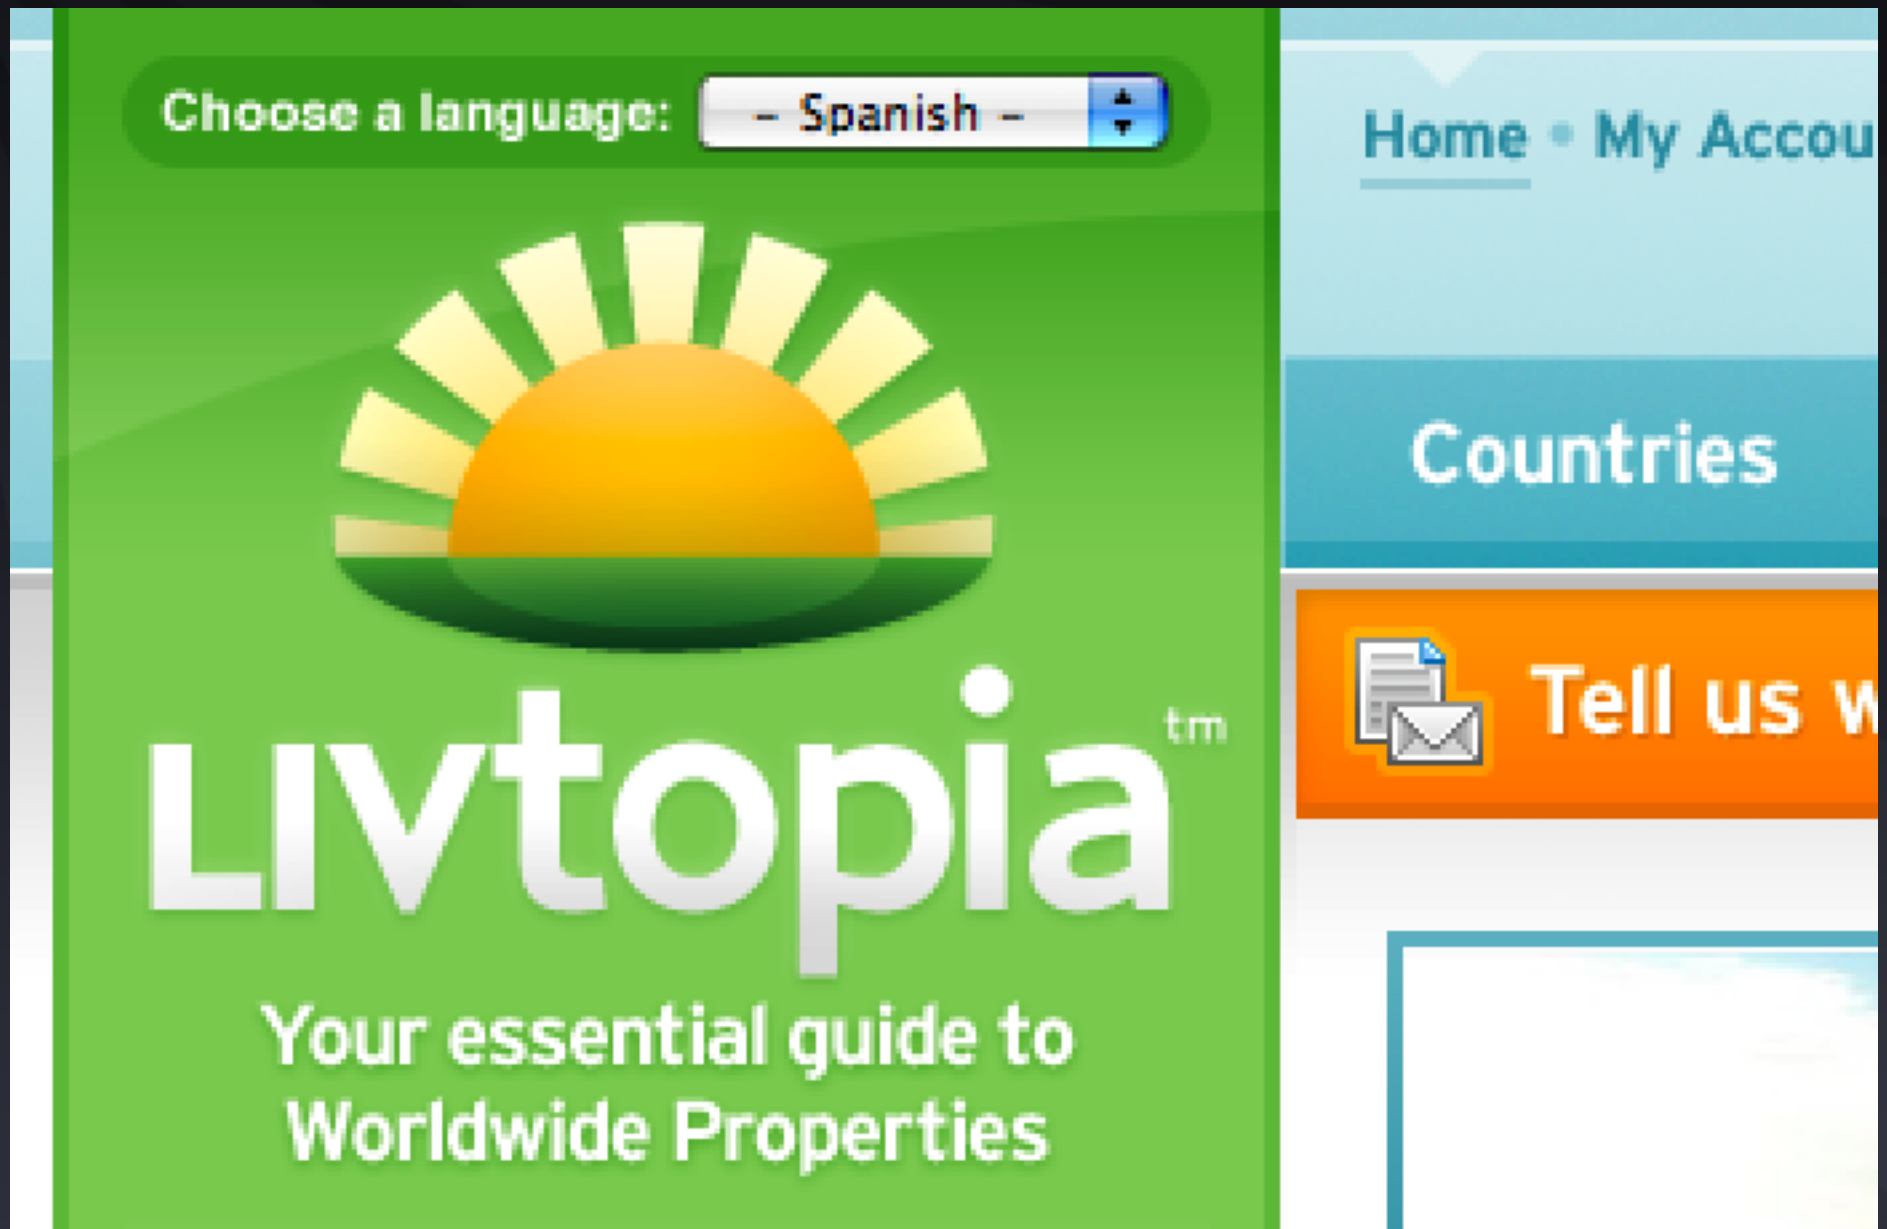 Choose a language:
– Spanish –
Home • My Accou
Countries
Tell us
Livtopia tm
Your essential guide to
Worldwide Properties